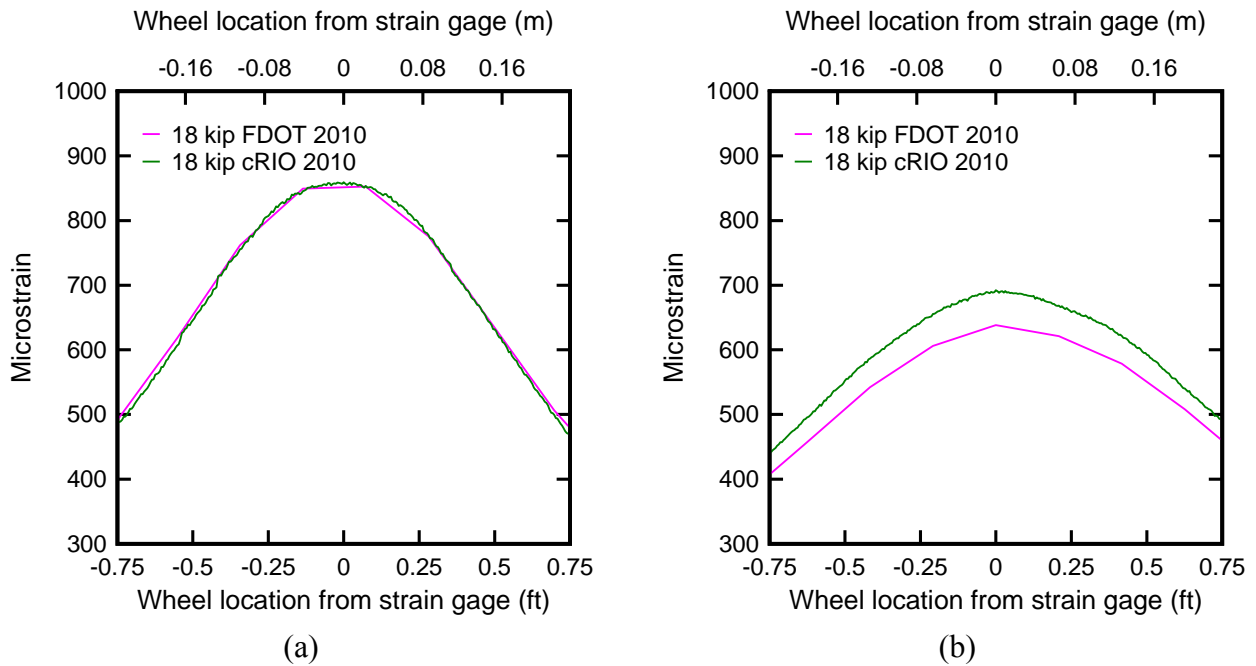 Wheel location from strain gage (m)
-0.16 -0.08 0 0.08 0.16
1000
900
800
700
600
500
400
300
Microstrain
18 kip FDOT 2010
18 kip cRIO 2010
-0.75 -0.5 -0.25 0 0.25 0.5 0.75
Wheel location from strain gage (ft)
(a)
Wheel location from strain gage (m)
-0.16 -0.08 0 0.08 0.16
1000
900
800
700
600
500
400
300
Microstrain
18 kip FDOT 2010
18 kip cRIO 2010
-0.75 -0.5 -0.25 0 0.25 0.5 0.75
Wheel location from strain gage (ft)
(b)